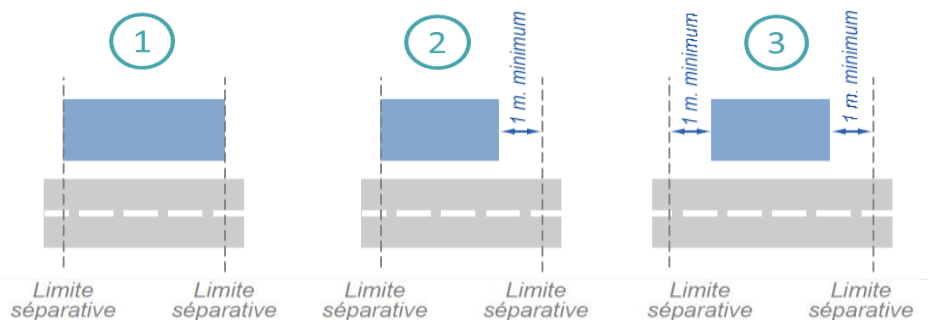 1
2
3
1 m. minimum
1 m. minimum
1 m. minimum
Limite
séparative
Limite
séparative
Limite
séparative
Limite
séparative
Limite
séparative
Limite
séparative